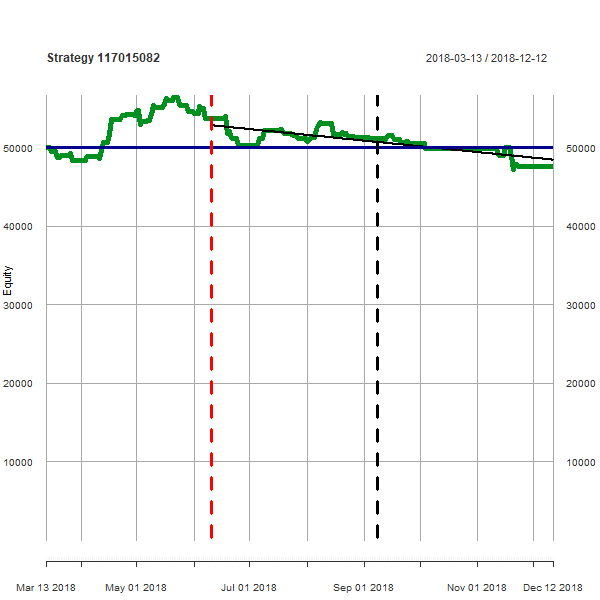 Strategy 117015082
2018-03-13 / 2018-12-12
50000
50000
40000
40000
Equity
30000
30000
20000
20000
10000
10000
Mar 13 2018
May 01 2018
Jul 01 2018
Sep 01 2018
Nov 01 2018
Dec 12 2018